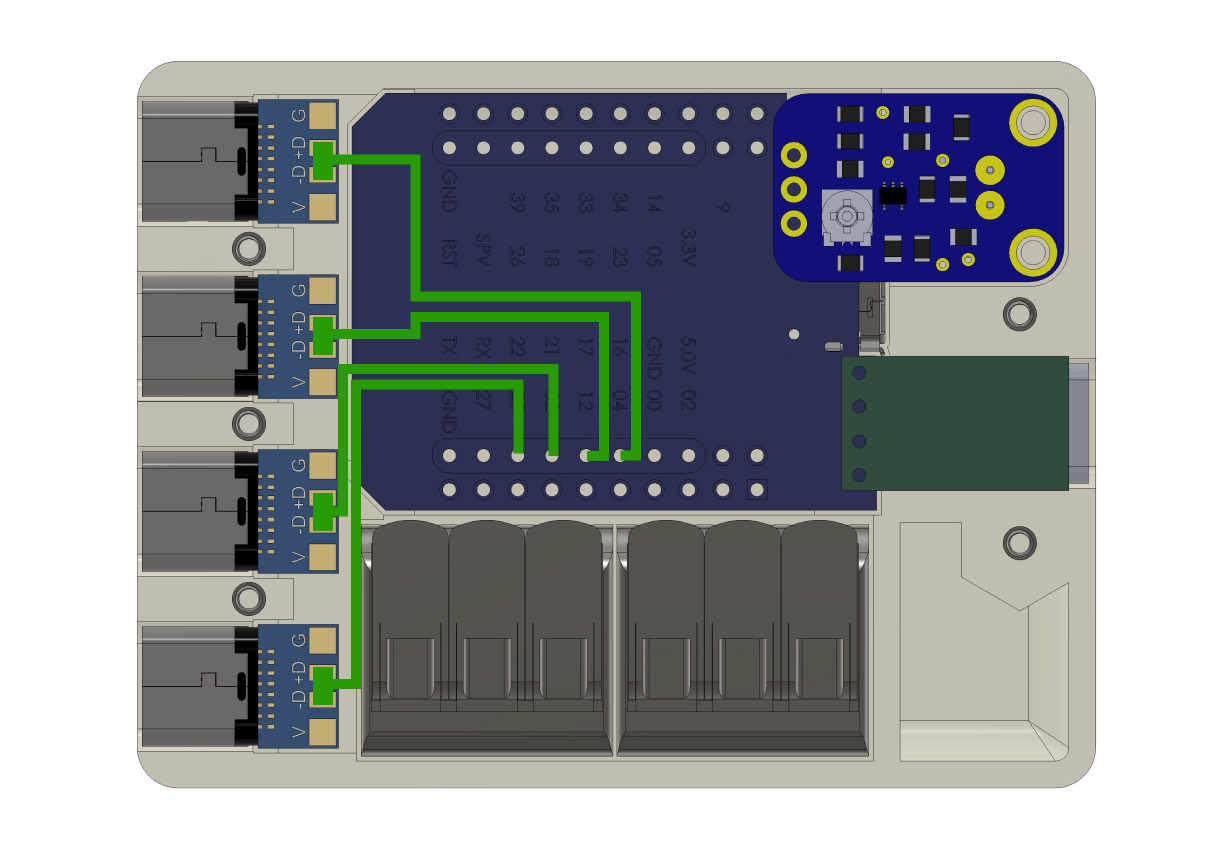 G
-D +D
V
GND 39 35 33 34 14 9
RST SPV 26 18 19 23 05 3.3V
G
-D +D
V
TX RX 22 21 17 16 GND 5.0V
GND 27 12 04 00 02
G
-D +D
V
G
-D +D
V